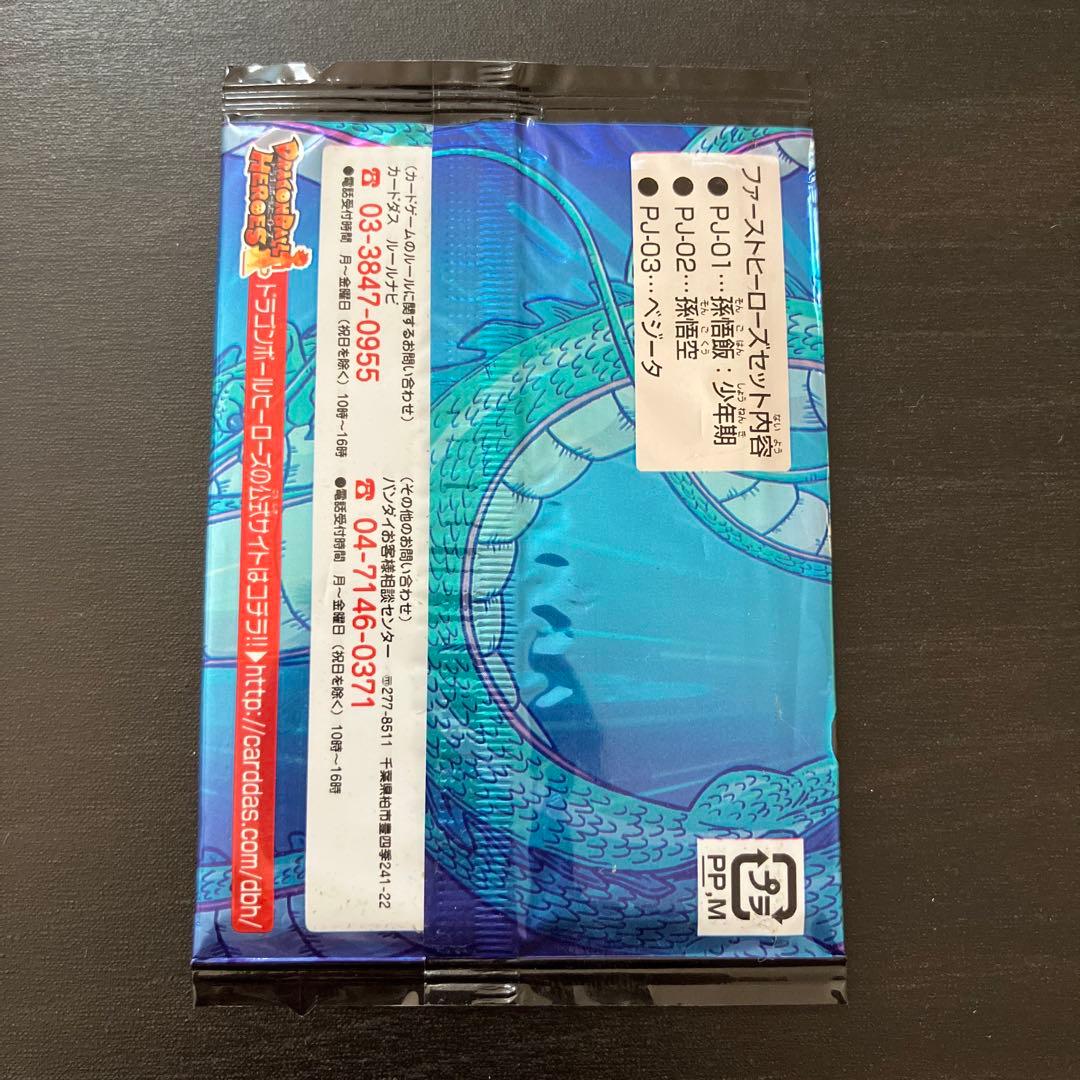 ファーストヒーローズセット内容
●PJ-01…孫悟飯：少年期
●PJ-02…孫悟空
●PJ-03…ベジータ
プラ
PP,M
(カードゲームのルールに関するお問い合わせ)
カードダス ルールナビ
☎ 03-3847-0955
●電話受付時間 月～金曜日(祝日を除く) 10時～16時
(その他のお問い合わせ)
バンダイお客様相談センター 〒277-8511 千葉県柏市豊四季241-22
☎ 04-7146-0371
●電話受付時間 月～金曜日(祝日を除く) 10時～16時
DRAGONBALL
HEROES
ドラゴンボールヒーローズの公式サイトはコチラ!!▶http://carddas.com/dbh/